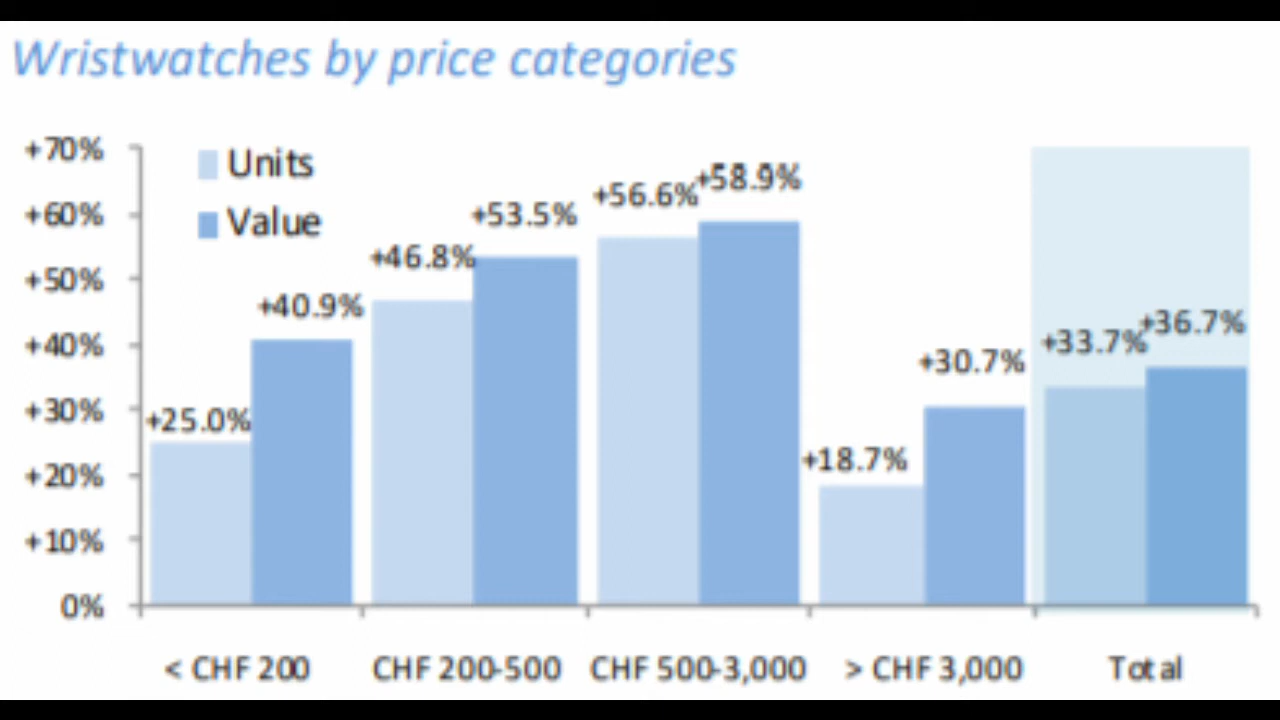 Wristwatches by price categories
+70%
+60%
+50%
+40%
+30%
+20%
+10%
0%
Units
Value
+25.0%
+40.9%
+46.8%
+53.5%
+56.6%
+58.9%
+18.7%
+30.7%
+33.7%
+36.7%
< CHF 200
CHF 200-500
CHF 500-3,000
> CHF 3,000
Total